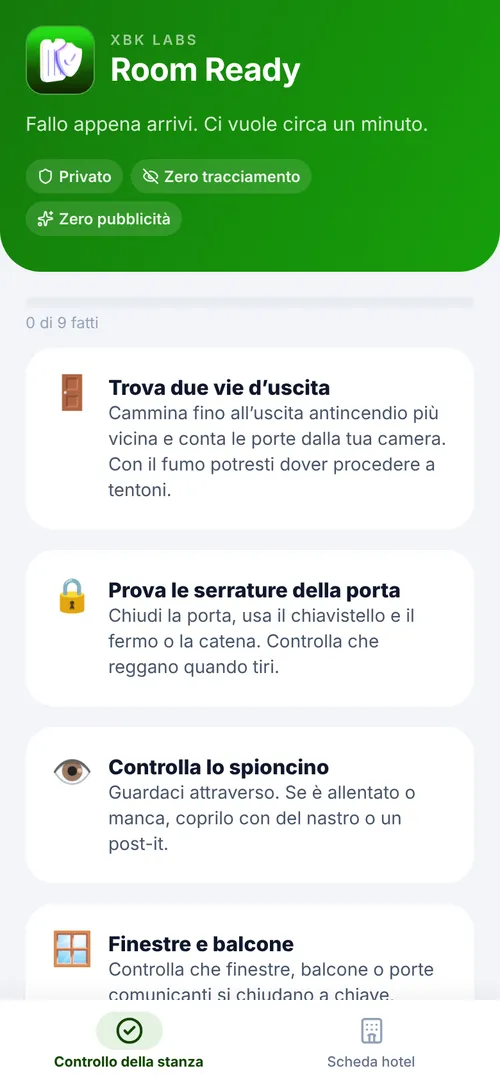 XBK LABS
Room Ready
Fallo appena arrivi. Ci vuole circa un minuto.
Privato
Zero tracciamento
Zero pubblicità
0 di 9 fatti
Trova due vie d’uscita
Cammina fino all’uscita antincendio più
vicina e conta le porte dalla tua camera.
Con il fumo potresti dover procedere a
tentoni.
Prova le serrature della porta
Chiudi la porta, usa il chiavistello e il
fermo o la catena. Controlla che
reggano quando tiri.
Controlla lo spioncino
Guardaci attraverso. Se è allentato o
manca, coprilo con del nastro o un
post-it.
Finestre e balcone
Controlla che finestre, balcone o porte
comunicanti si chiudano a chiave.
Controllo della stanza
Scheda hotel